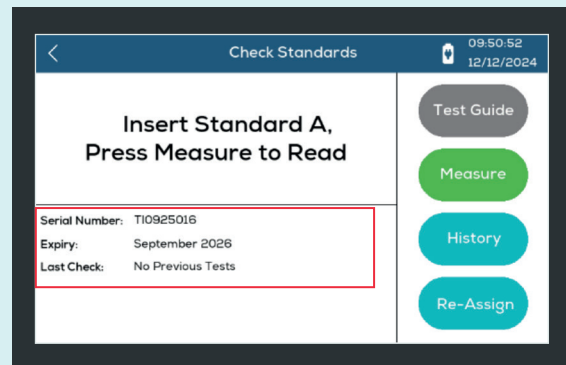 Check Standards
09:50:52
12/12/2024
Insert Standard A,
Press Measure to Read
Serial Number: TI0925016
Expiry: September 2026
Last Check: No Previous Tests
Test Guide
Measure
History
Re-Assign